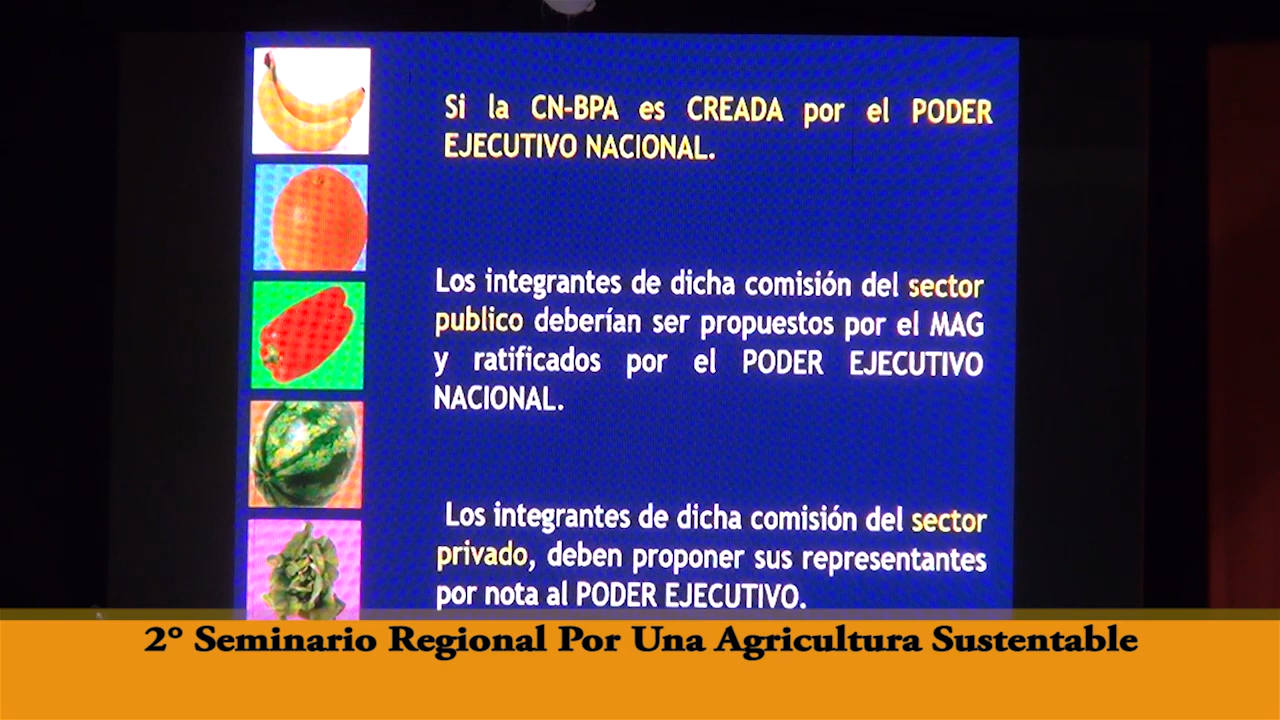 Si la CN-BPA es CREADA por el PODER
EJECUTIVO NACIONAL.
Los integrantes de dicha comisión del sector
publico deberían ser propuestos por el MAG
y ratificados por el PODER EJECUTIVO
NACIONAL.
Los integrantes de dicha comisión del sector
privado, deben proponer sus representantes
por nota al PODER EJECUTIVO.
2º Seminario Regional Por Una Agricultura Sustentable